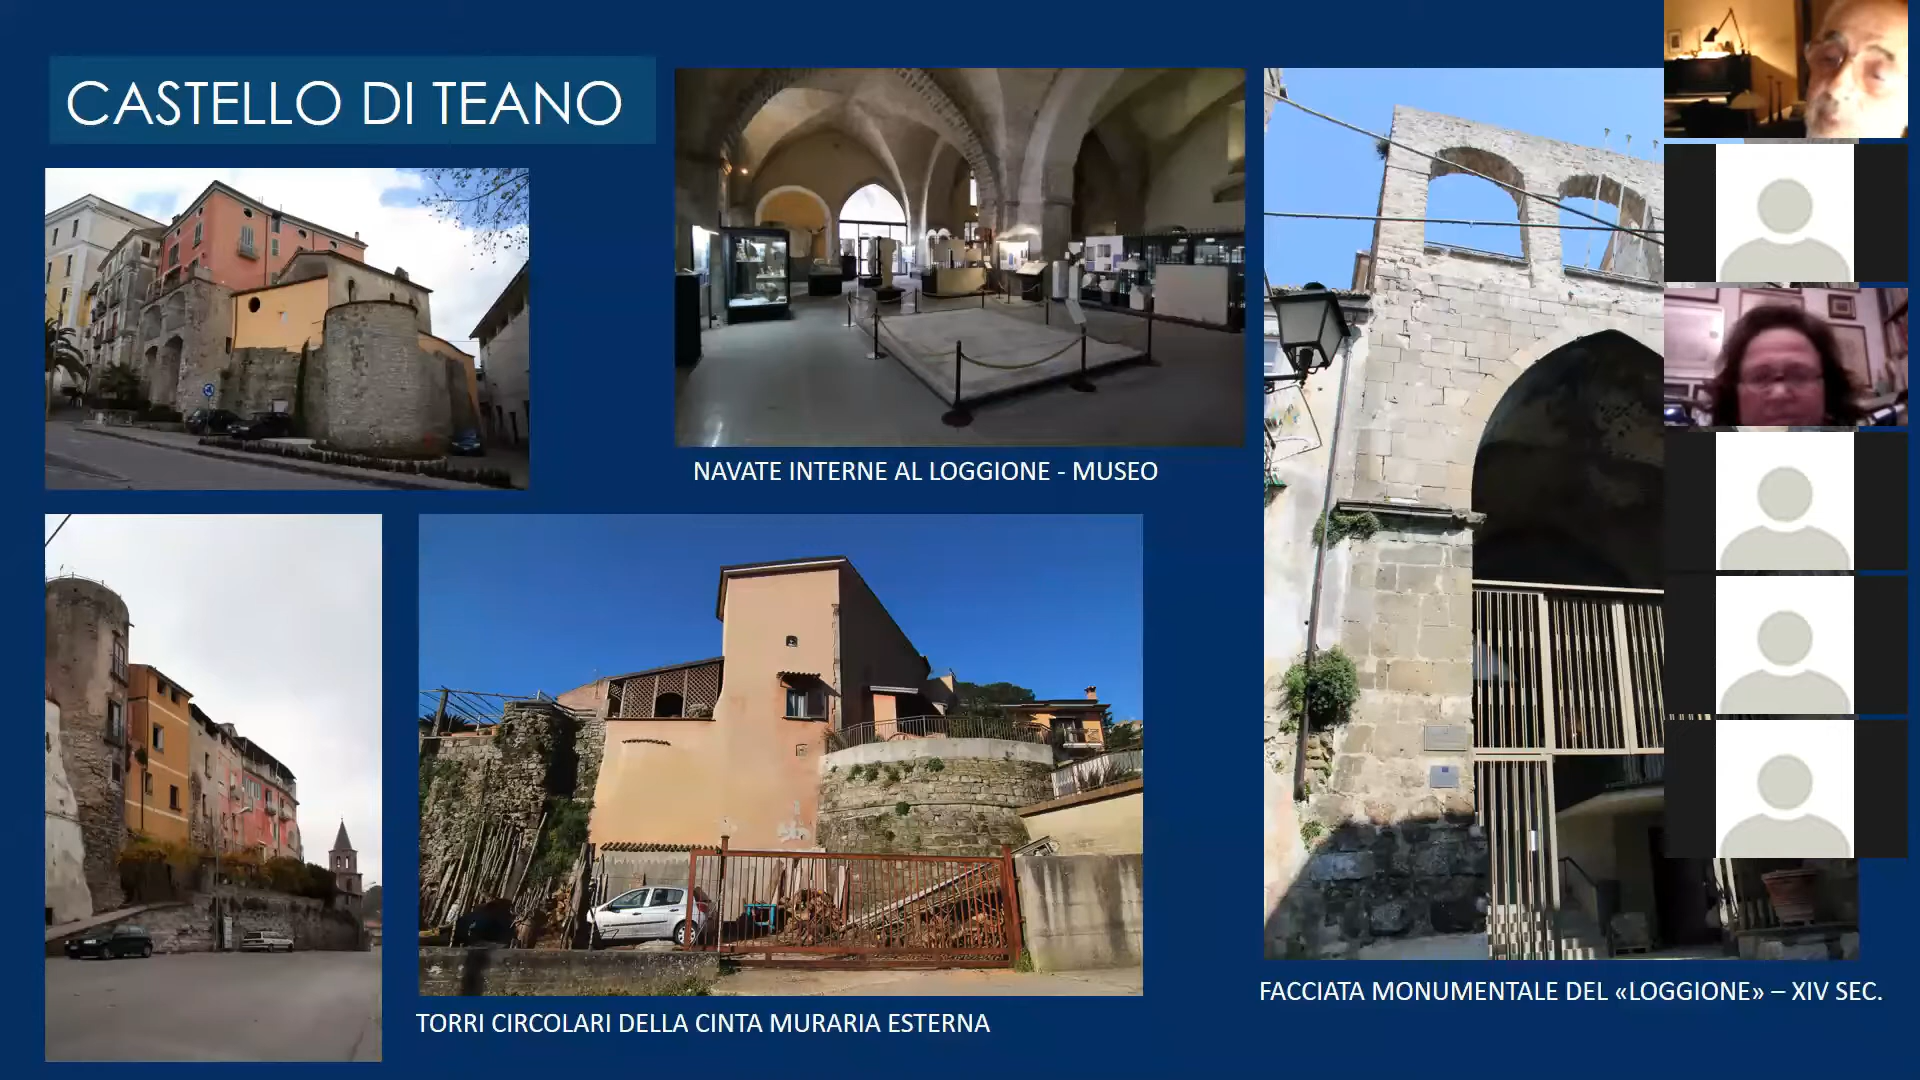 CASTELLO DI TEANO
NAVATE INTERNE AL LOGGIONE - MUSEO
TORRI CIRCOLARI DELLA CINTA MURARIA ESTERNA
FACCIATA MONUMENTALE DEL «LOGGIONE» – XIV SEC.